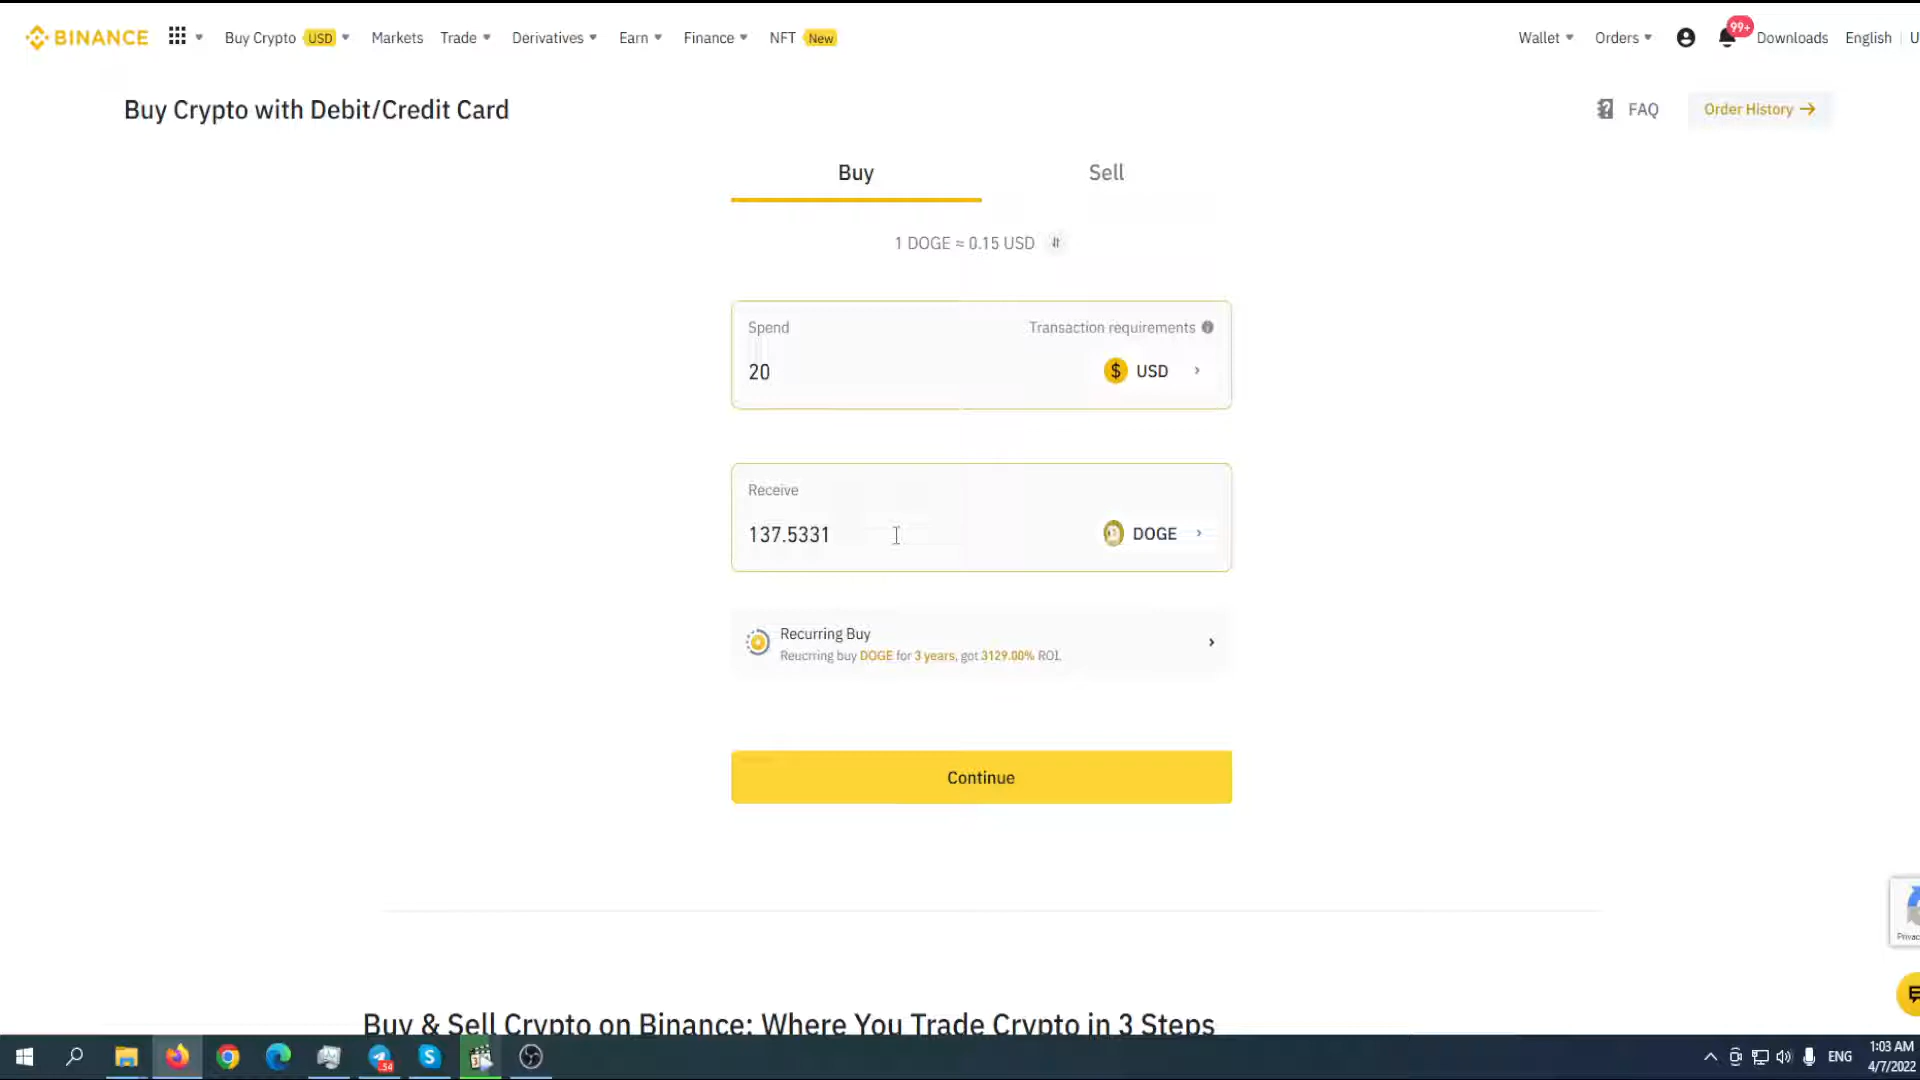 BINANCE Buy Crypto USD Markets Trade Derivatives Earn Finance NFT New Wallet Orders 99+ Downloads English U
Buy Crypto with Debit/Credit Card
FAQ Order History →
Buy Sell
1 DOGE ≈ 0.15 USD
Spend Transaction requirements
20 $ USD
Receive
137.5331 DOGE
Recurring Buy
Reucrring buy DOGE for 3 years, got 3129.00% ROI.
Continue
Privac
Buy & Sell Crypto on Binance: Where You Trade Crypto in 3 Steps
54 S ENG 1:03 AM
4/7/2022